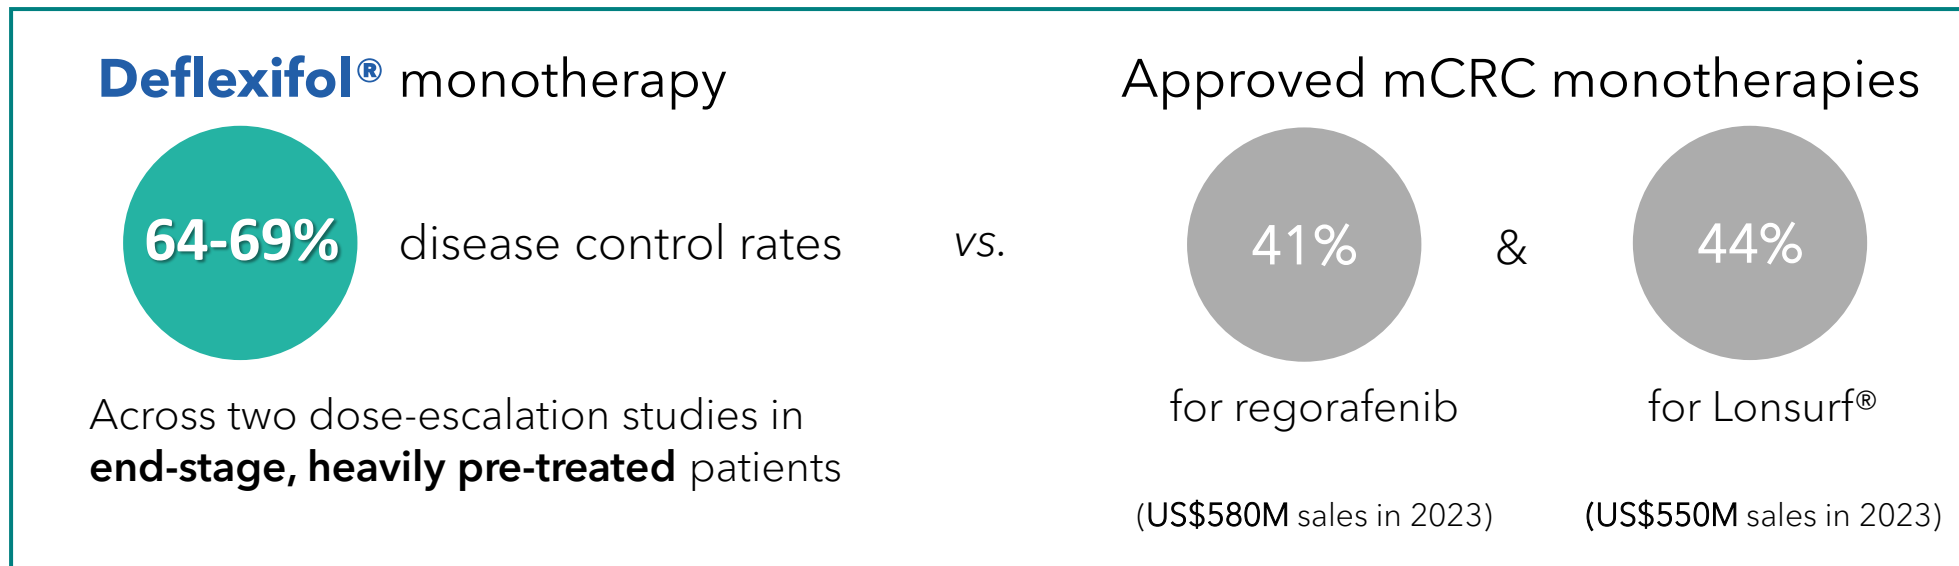 Deflexifol® monotherapy
64-69%
disease control rates
Across two dose-escalation studies in
end-stage, heavily pre-treated patients
vs.
Approved mCRC monotherapies
41%
&
44%
for regorafenib
for Lonsurf®
(US$580M sales in 2023)
(US$550M sales in 2023)